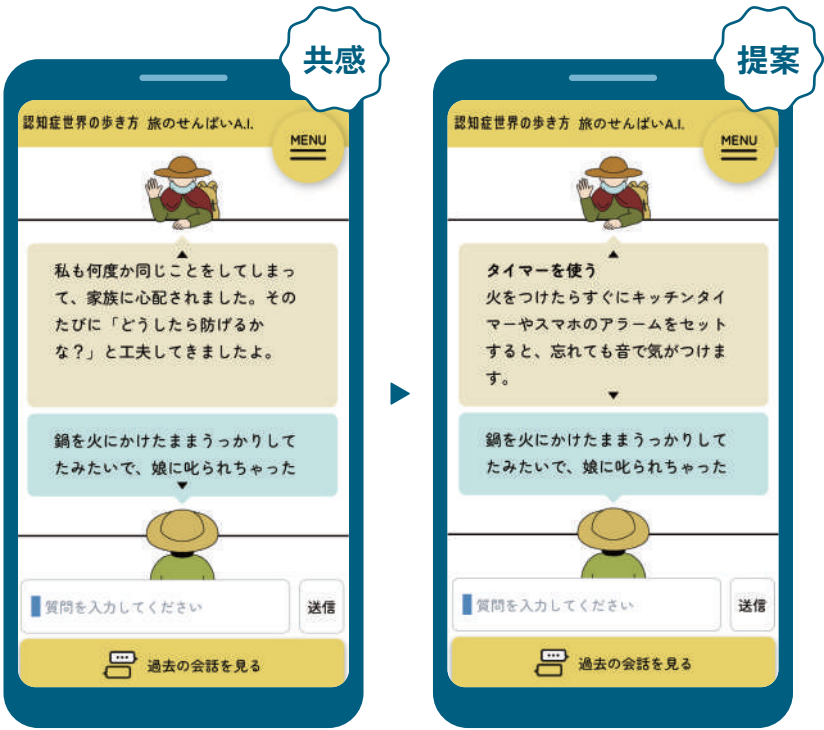 共感
認知症世界の歩き方 旅のせんぱいA.I.
MENU
▲
私も何度か同じことをしてしまっ
て、家族に心配されました。その
たびに「どうしたら防げるか
な？」と工夫してきましたよ。
鍋を火にかけたままうっかりして
たみたいで、娘に叱られちゃった
▼
質問を入力してください
送信
過去の会話を見る
▶
提案
認知症世界の歩き方 旅のせんぱいA.I.
MENU
▲
タイマーを使う
火をつけたらすぐにキッチンタイ
マーやスマホのアラームをセット
すると、忘れても音で気がつけま
す。
▼
鍋を火にかけたままうっかりして
たみたいで、娘に叱られちゃった
質問を入力してください
送信
過去の会話を見る